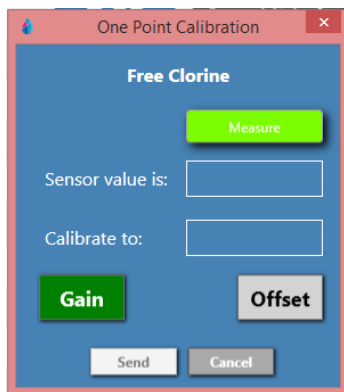 One Point Calibration
Free Clorine
Measure
Sensor value is:
Calibrate to:
Gain Offset
Send Cancel